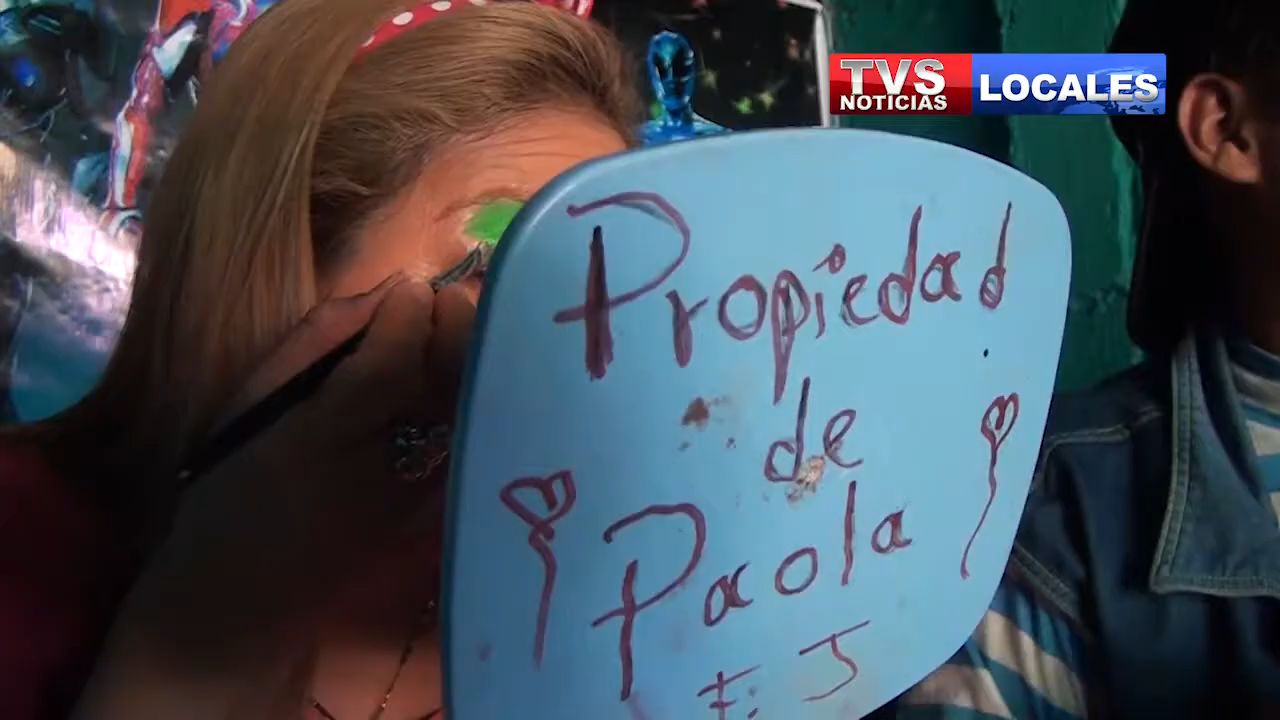 TVS
NOTICIAS
LOCALES
Propiedad
de
Paola
F. J